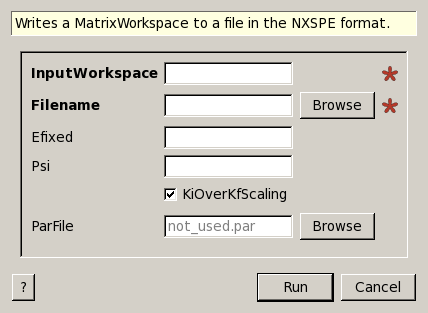 Writes a MatrixWorkspace to a file in the NXSPE format.
InputWorkspace *
Filename Browse *
Efixed
Psi
KiOverKfScaling
ParFile not_used.par Browse
? Run Cancel